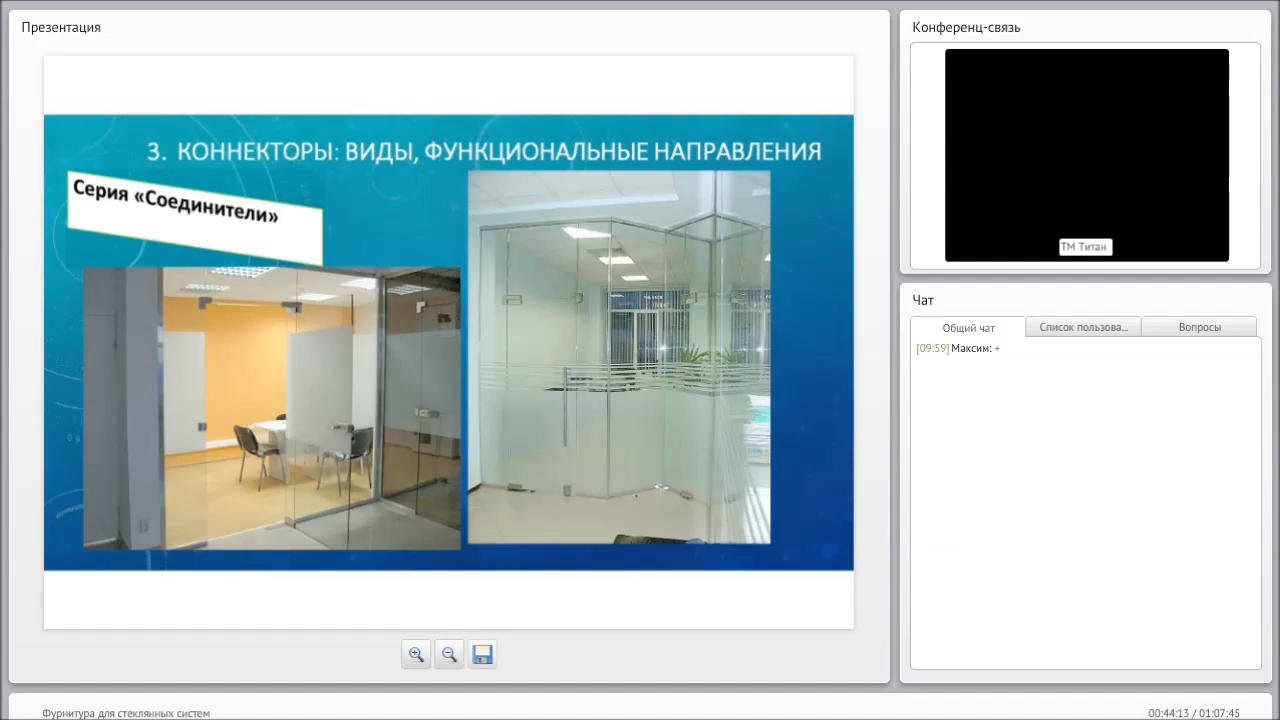 Презентация
3. КОННЕКТОРЫ: ВИДЫ, ФУНКЦИОНАЛЬНЫЕ НАПРАВЛЕНИЯ
Серия «Соединители»
Конференц-связь
ТМ Титан
Чат
Общий чат
Список пользова...
Вопросы
[09:59] Максим: +
Фурнитура для стеклянных систем
00:44:13 / 01:07:45